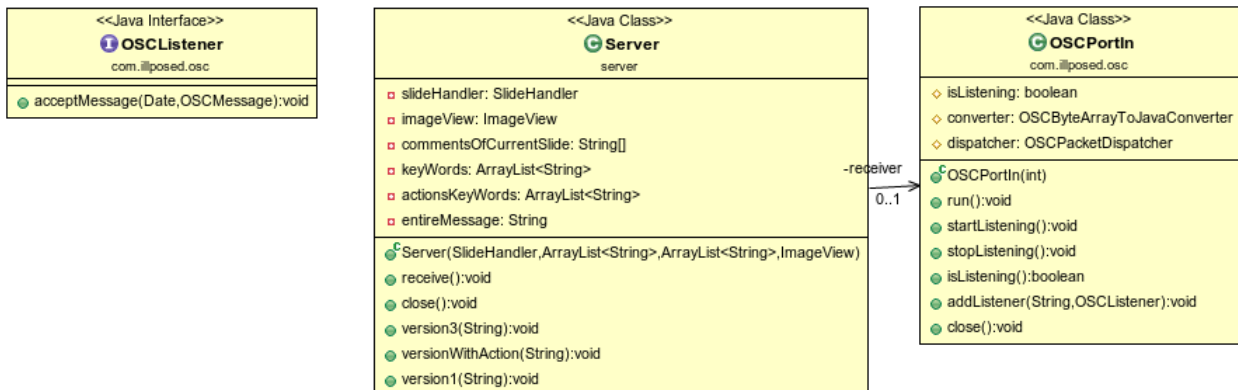 <<Java Interface>>
OSCListener
com.illposed.osc
acceptMessage(Date,OSCMessage):void
<<Java Class>>
Server
server
slideHandler: SlideHandler
imageView: ImageView
commentsOfCurrentSlide: String[]
keyWords: ArrayList<String>
actionsKeyWords: ArrayList<String>
entireMessage: String
Server(SlideHandler,ArrayList<String>,ArrayList<String>,ImageView)
receive():void
close():void
version3(String):void
versionWithAction(String):void
version1(String):void
-receiver
0..1
<<Java Class>>
OSCPortIn
com.illposed.osc
isListening: boolean
converter: OSCByteArrayToJavaConverter
dispatcher: OSCPacketDispatcher
OSCPortIn(int)
run():void
startListening():void
stopListening():void
isListening():boolean
addListener(String,OSCListener):void
close():void